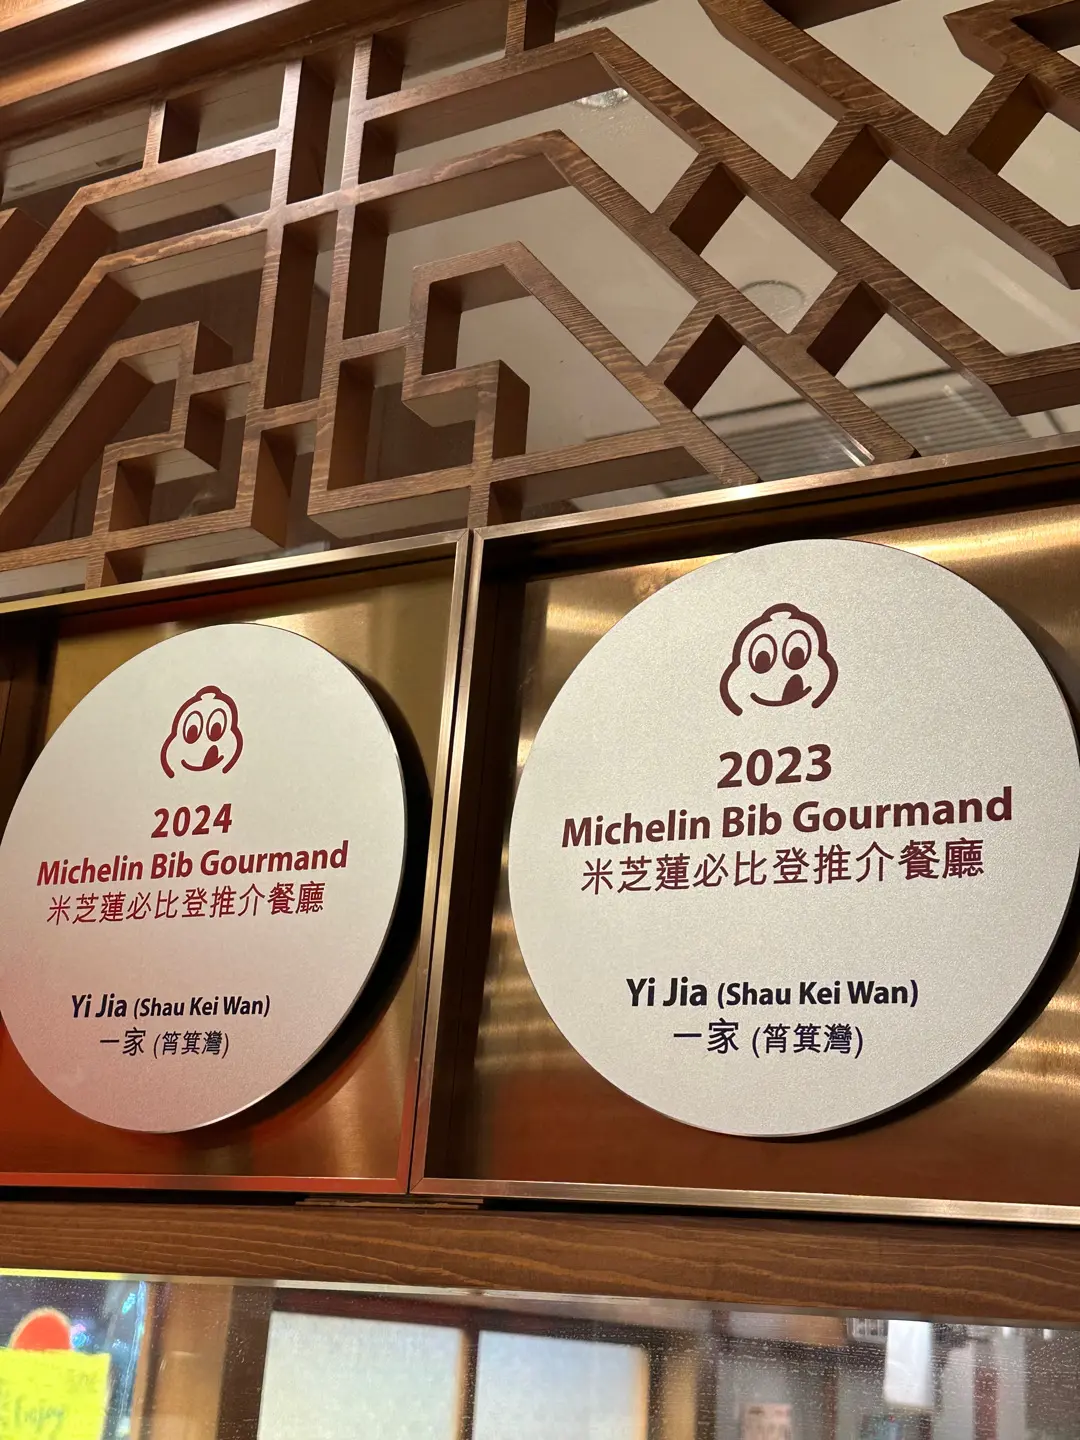 2024
Michelin Bib Gourmand
米芝蓮必比登推介餐廳
Yi Jia (Shau Kei Wan)
一家 (筲箕灣)
2023
Michelin Bib Gourmand
米芝蓮必比登推介餐廳
Yi Jia (Shau Kei Wan)
一家 (筲箕灣)
Enjoy